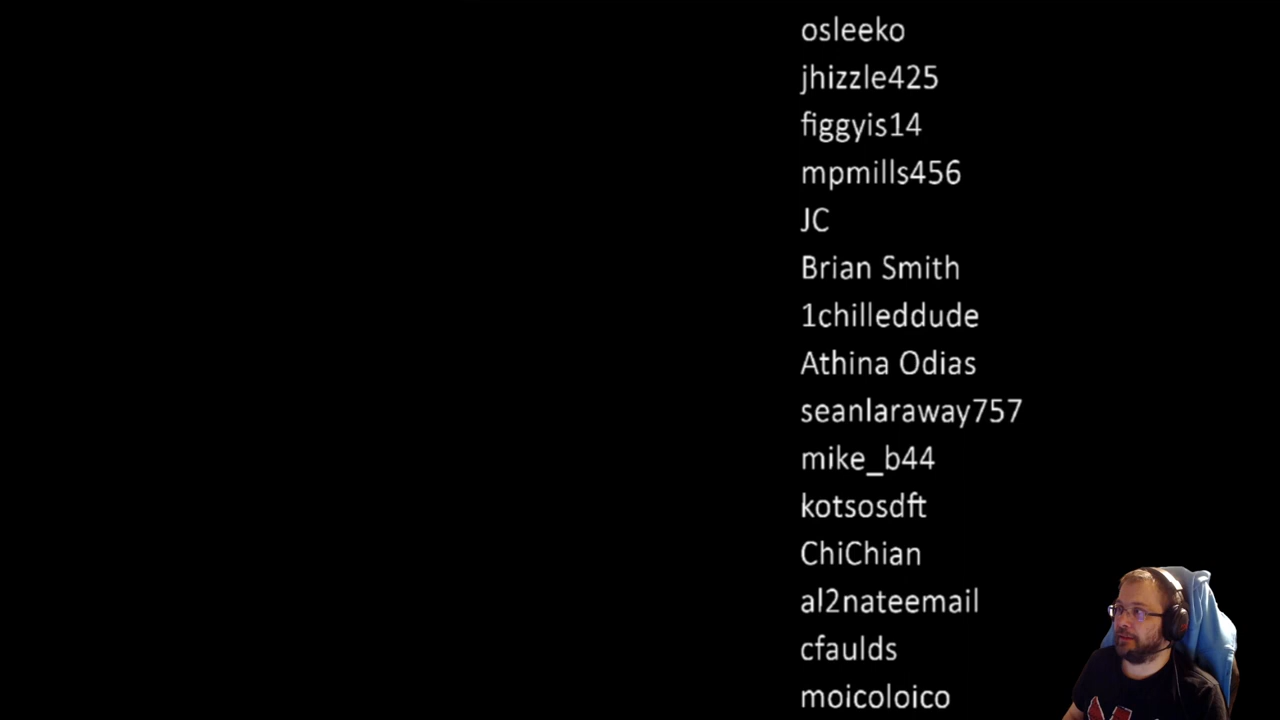 osleeko
jhizzle425
figgyis14
mpmills456
JC
Brian Smith
1chilleddude
Athina Odias
seanlaraway757
mike_b44
kotsosdft
ChiChian
al2nateemail
cfaulds
moicoloico